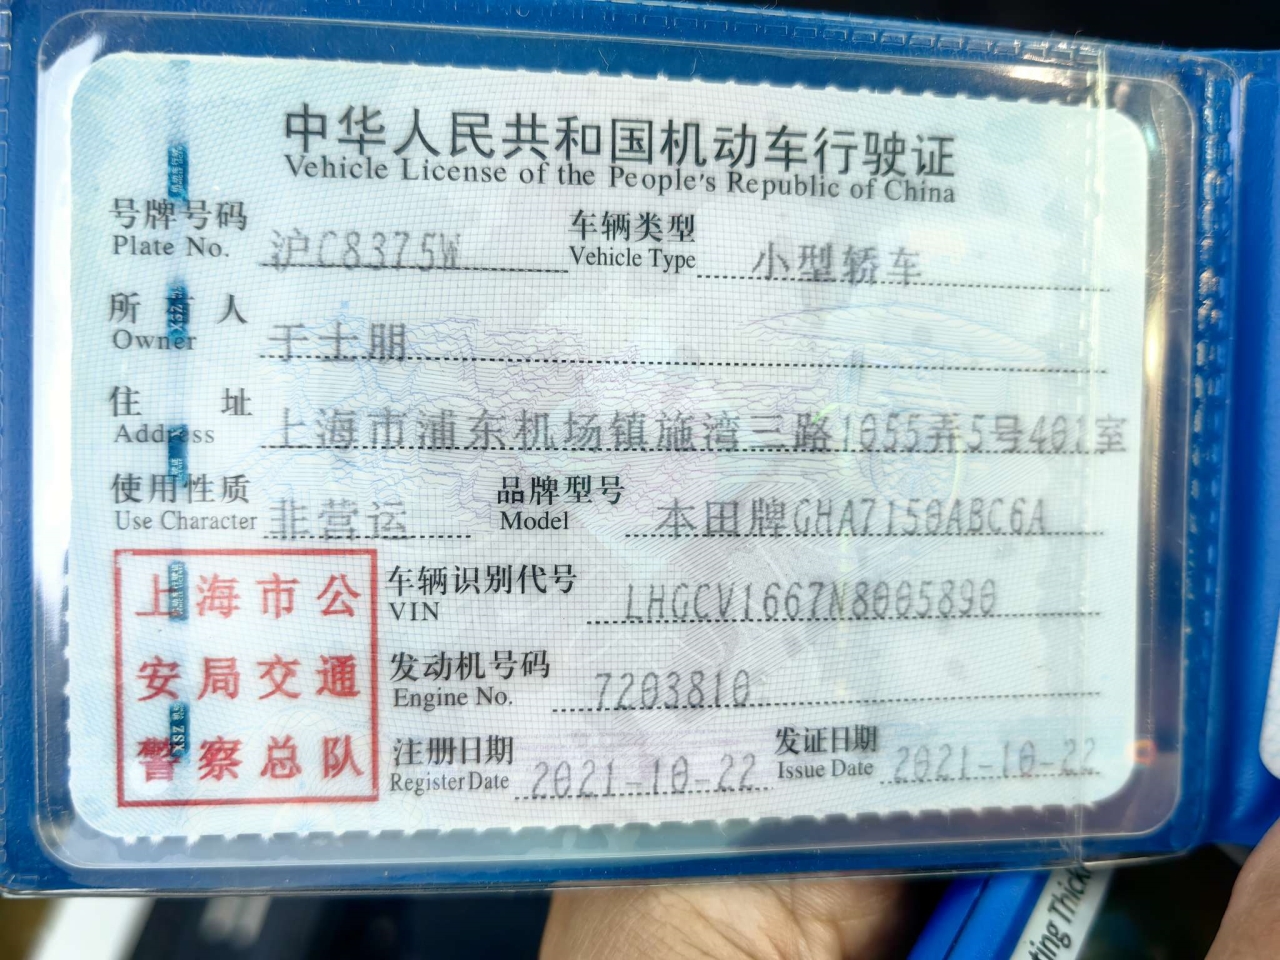 中华人民共和国机动车行驶证
Vehicle License of the People's Republic of China
号牌号码 沪C8375W 车辆类型 小型轿车
Plate No. Vehicle Type
所有人 于士朋
Owner
住址 上海市浦东机场镇施湾三路1055弄5号401室
Address
使用性质 非营运 品牌型号 本田牌GHA7150ABC6A
Use Character Model
上海市公
安局交通
警察总队
车辆识别代号 LHGCV1667N8005890
VIN
发动机号码 7203810
Engine No.
注册日期 2021-10-22 发证日期 2021-10-22
Register Date Issue Date
XSZ
XSZ
ting Thick